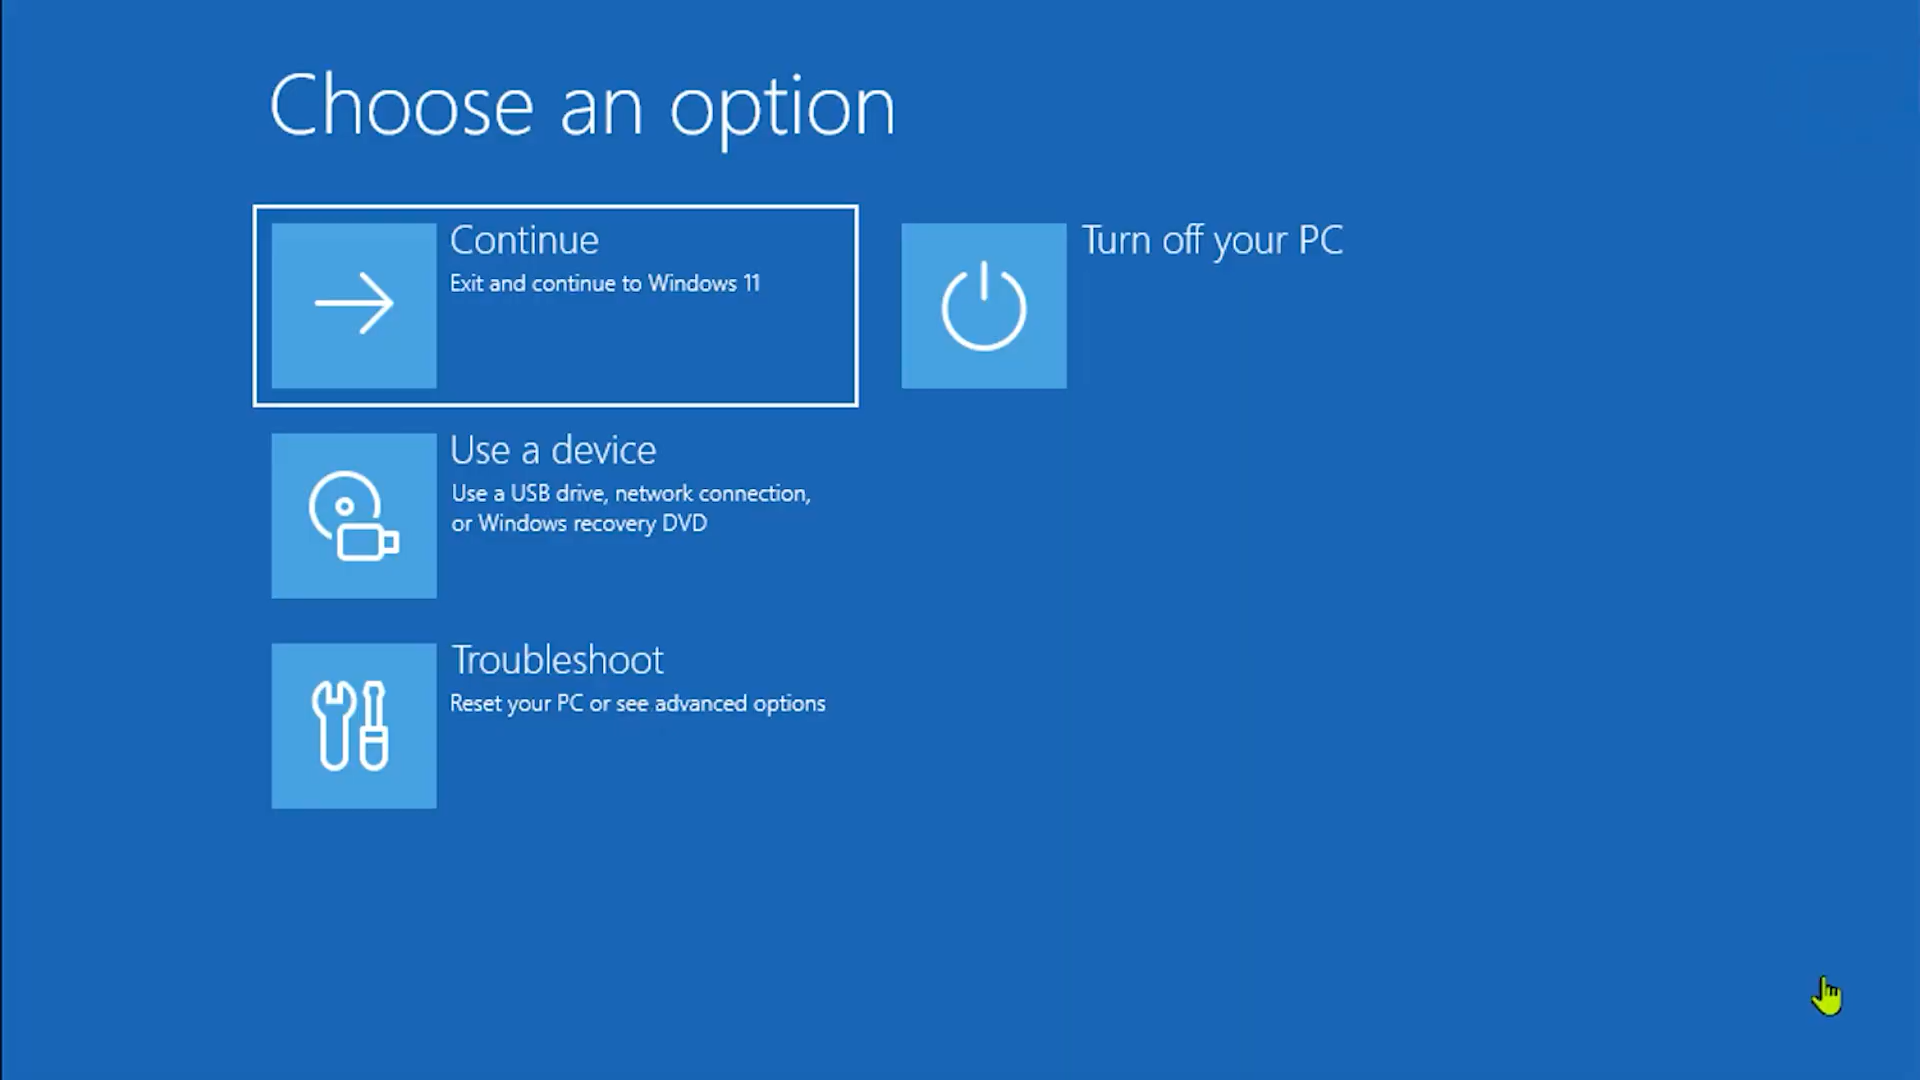 Choose an option
Continue
Exit and continue to Windows 11
Turn off your PC
Use a device
Use a USB drive, network connection,
or Windows recovery DVD
Troubleshoot
Reset your PC or see advanced options